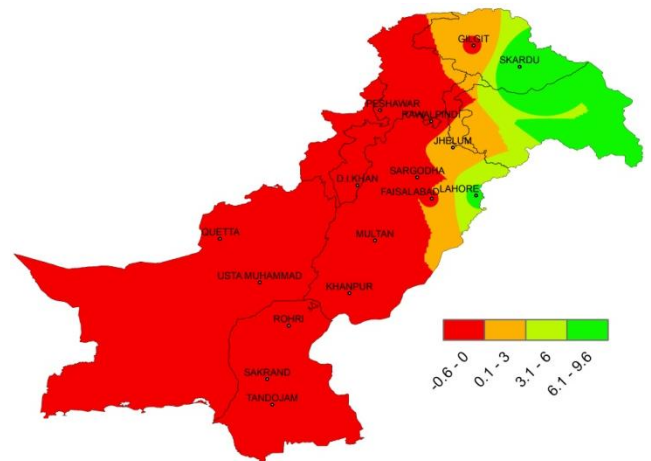 GILGIT
SKARDU
PESHAWAR
RAWALPINDI
JHELUM
SARGODHA
D.I.KHAN
FAISALABAD
LAHORE
QUETTA
MULTAN
USTA MUHAMMAD
KHANPUR
ROHRI
SAKRAND
TANDOJAM
-0.6 - 0
0.1 - 3
3.1 - 6
6.1 - 9.6